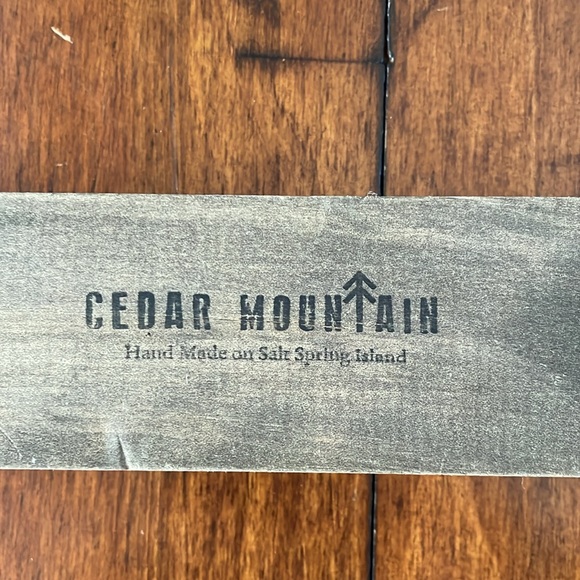 CEDAR MOUNTAIN
Hand Made on Salt Spring Island